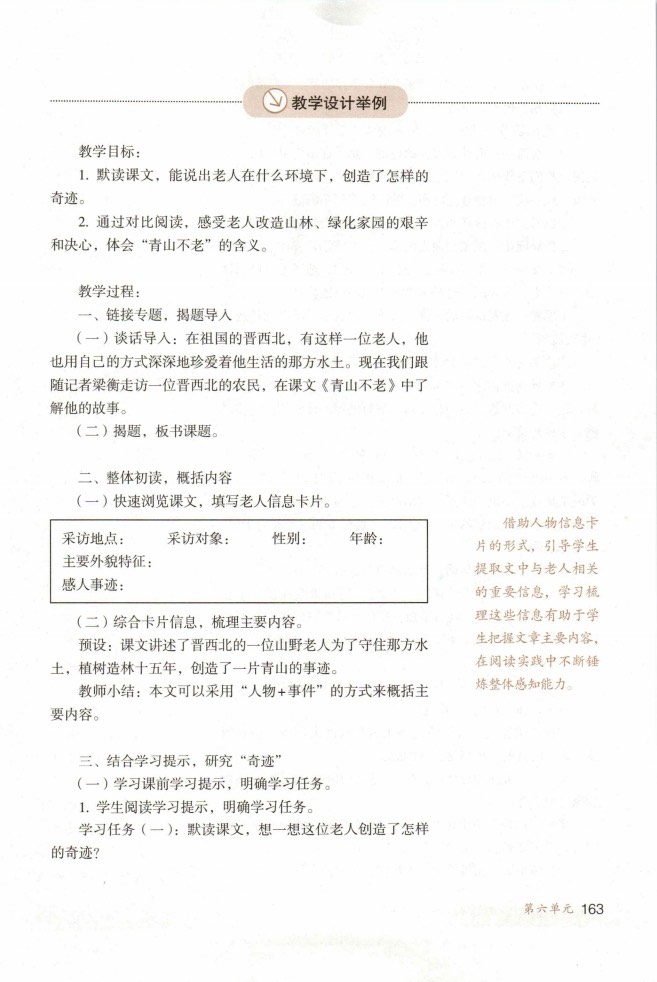 教学设计举例
教学目标：
1. 默读课文，能说出老人在什么环境下，创造了怎样的
奇迹。
2. 通过对比阅读，感受老人改造山林、绿化家园的艰辛
和决心，体会“青山不老”的含义。
教学过程：
一、链接专题，揭题导入
（一）谈话导入：在祖国的晋西北，有这样一位老人，他
也用自己的方式深深地珍爱着他生活的那方水土。现在我们跟
随记者梁衡走访一位晋西北的农民，在课文《青山不老》中了
解他的故事。
（二）揭题，板书课题。
二、整体初读，概括内容
（一）快速浏览课文，填写老人信息卡片。
采访地点： 采访对象： 性别： 年龄：
主要外貌特征：
感人事迹：
（二）综合卡片信息，梳理主要内容。
预设：课文讲述了晋西北的一位山野老人为了守住那方水
土，植树造林十五年，创造了一片青山的事迹。
教师小结：本文可以采用“人物+事件”的方式来概括主
要内容。
三、结合学习提示，研究“奇迹”
（一）学习课前学习提示，明确学习任务。
1. 学生阅读学习提示，明确学习任务。
学习任务（一）：默读课文，想一想这位老人创造了怎样
的奇迹？
借助人物信息卡
片的形式，引导学生
提取文中与老人相关
的重要信息，学习梳
理这些信息有助于学
生把握文章主要内容，
在阅读实践中不断锤
炼整体感知能力。
第六单元 163